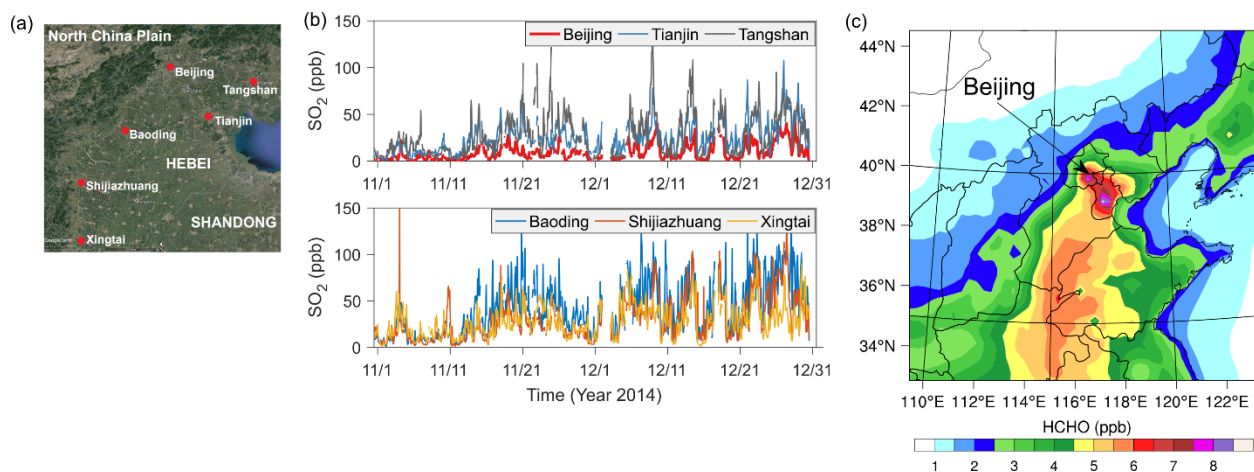 (a)
North China Plain
Beijing
Tangshan
Tianjin
Baoding
HEBEI
Shijiazhuang
SHANDONG
Xingtai
(b)
SO2 (ppb)
150
100
50
0
Beijing Tianjin Tangshan
11/1 11/11 11/21 12/1 12/11 12/21 12/31
SO2 (ppb)
150
100
50
0
Baoding Shijiazhuang Xingtai
11/1 11/11 11/21 12/1 12/11 12/21 12/31
Time (Year 2014)
(c)
Beijing
44°N
42°N
40°N
38°N
36°N
34°N
110°E 114°E 116°E 118°E 120°E 122°E
HCHO (ppb)
1 2 3 4 5 6 7 8